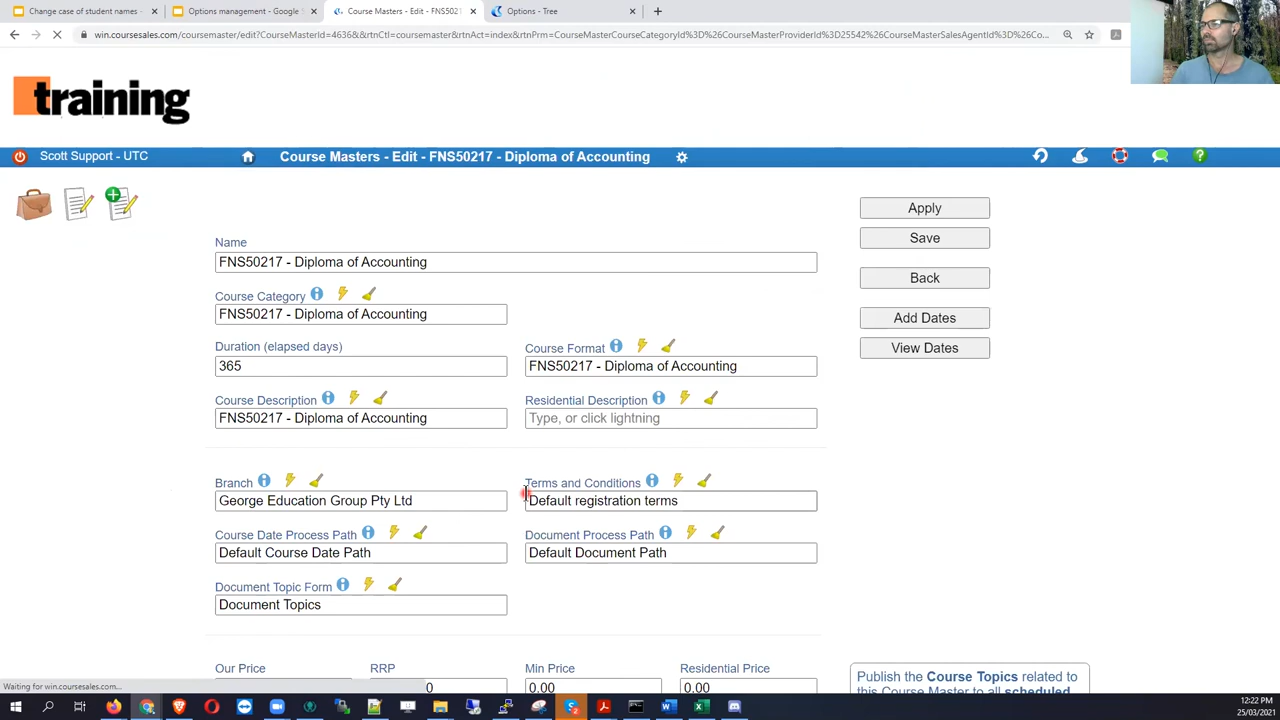 Change case of student names -
Options management - Google S
Course Masters - Edit - FNS5021
Options - Tree
win.coursesales.com/coursemaster/edit?CourseMasterId=4636&&rtnCtl=coursemaster&rtnAct=index&rtnPrm=CourseMasterCourseCategoryId%3D%26CourseMasterProviderId%3D25542%26CourseMasterSalesAgentId%3D%26Co...
training
Scott Support - UTC
Course Masters - Edit - FNS50217 - Diploma of Accounting
Apply
Save
Back
Add Dates
View Dates
Name
FNS50217 - Diploma of Accounting
Course Category
FNS50217 - Diploma of Accounting
Duration (elapsed days)
Course Format
365
FNS50217 - Diploma of Accounting
Course Description
Residential Description
FNS50217 - Diploma of Accounting
Type, or click lightning
Branch
Terms and Conditions
George Education Group Pty Ltd
Default registration terms
Course Date Process Path
Document Process Path
Default Course Date Path
Default Document Path
Document Topic Form
Document Topics
Our Price
RRP
Min Price
Residential Price
0
0.00
0.00
Publish the Course Topics related to
this Course Master to all scheduled
Waiting for win.coursesales.com...
12:22 PM
25/03/2021